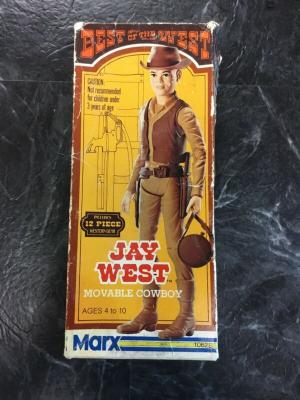 BEST OF THE WEST
CAUTION:
Not recommended
for children under
3 years of age
INCLUDES
12 PIECE
WESTERN GEAR
JAY
WEST
MOVABLE COWBOY
AGES 4 to 10
Marx